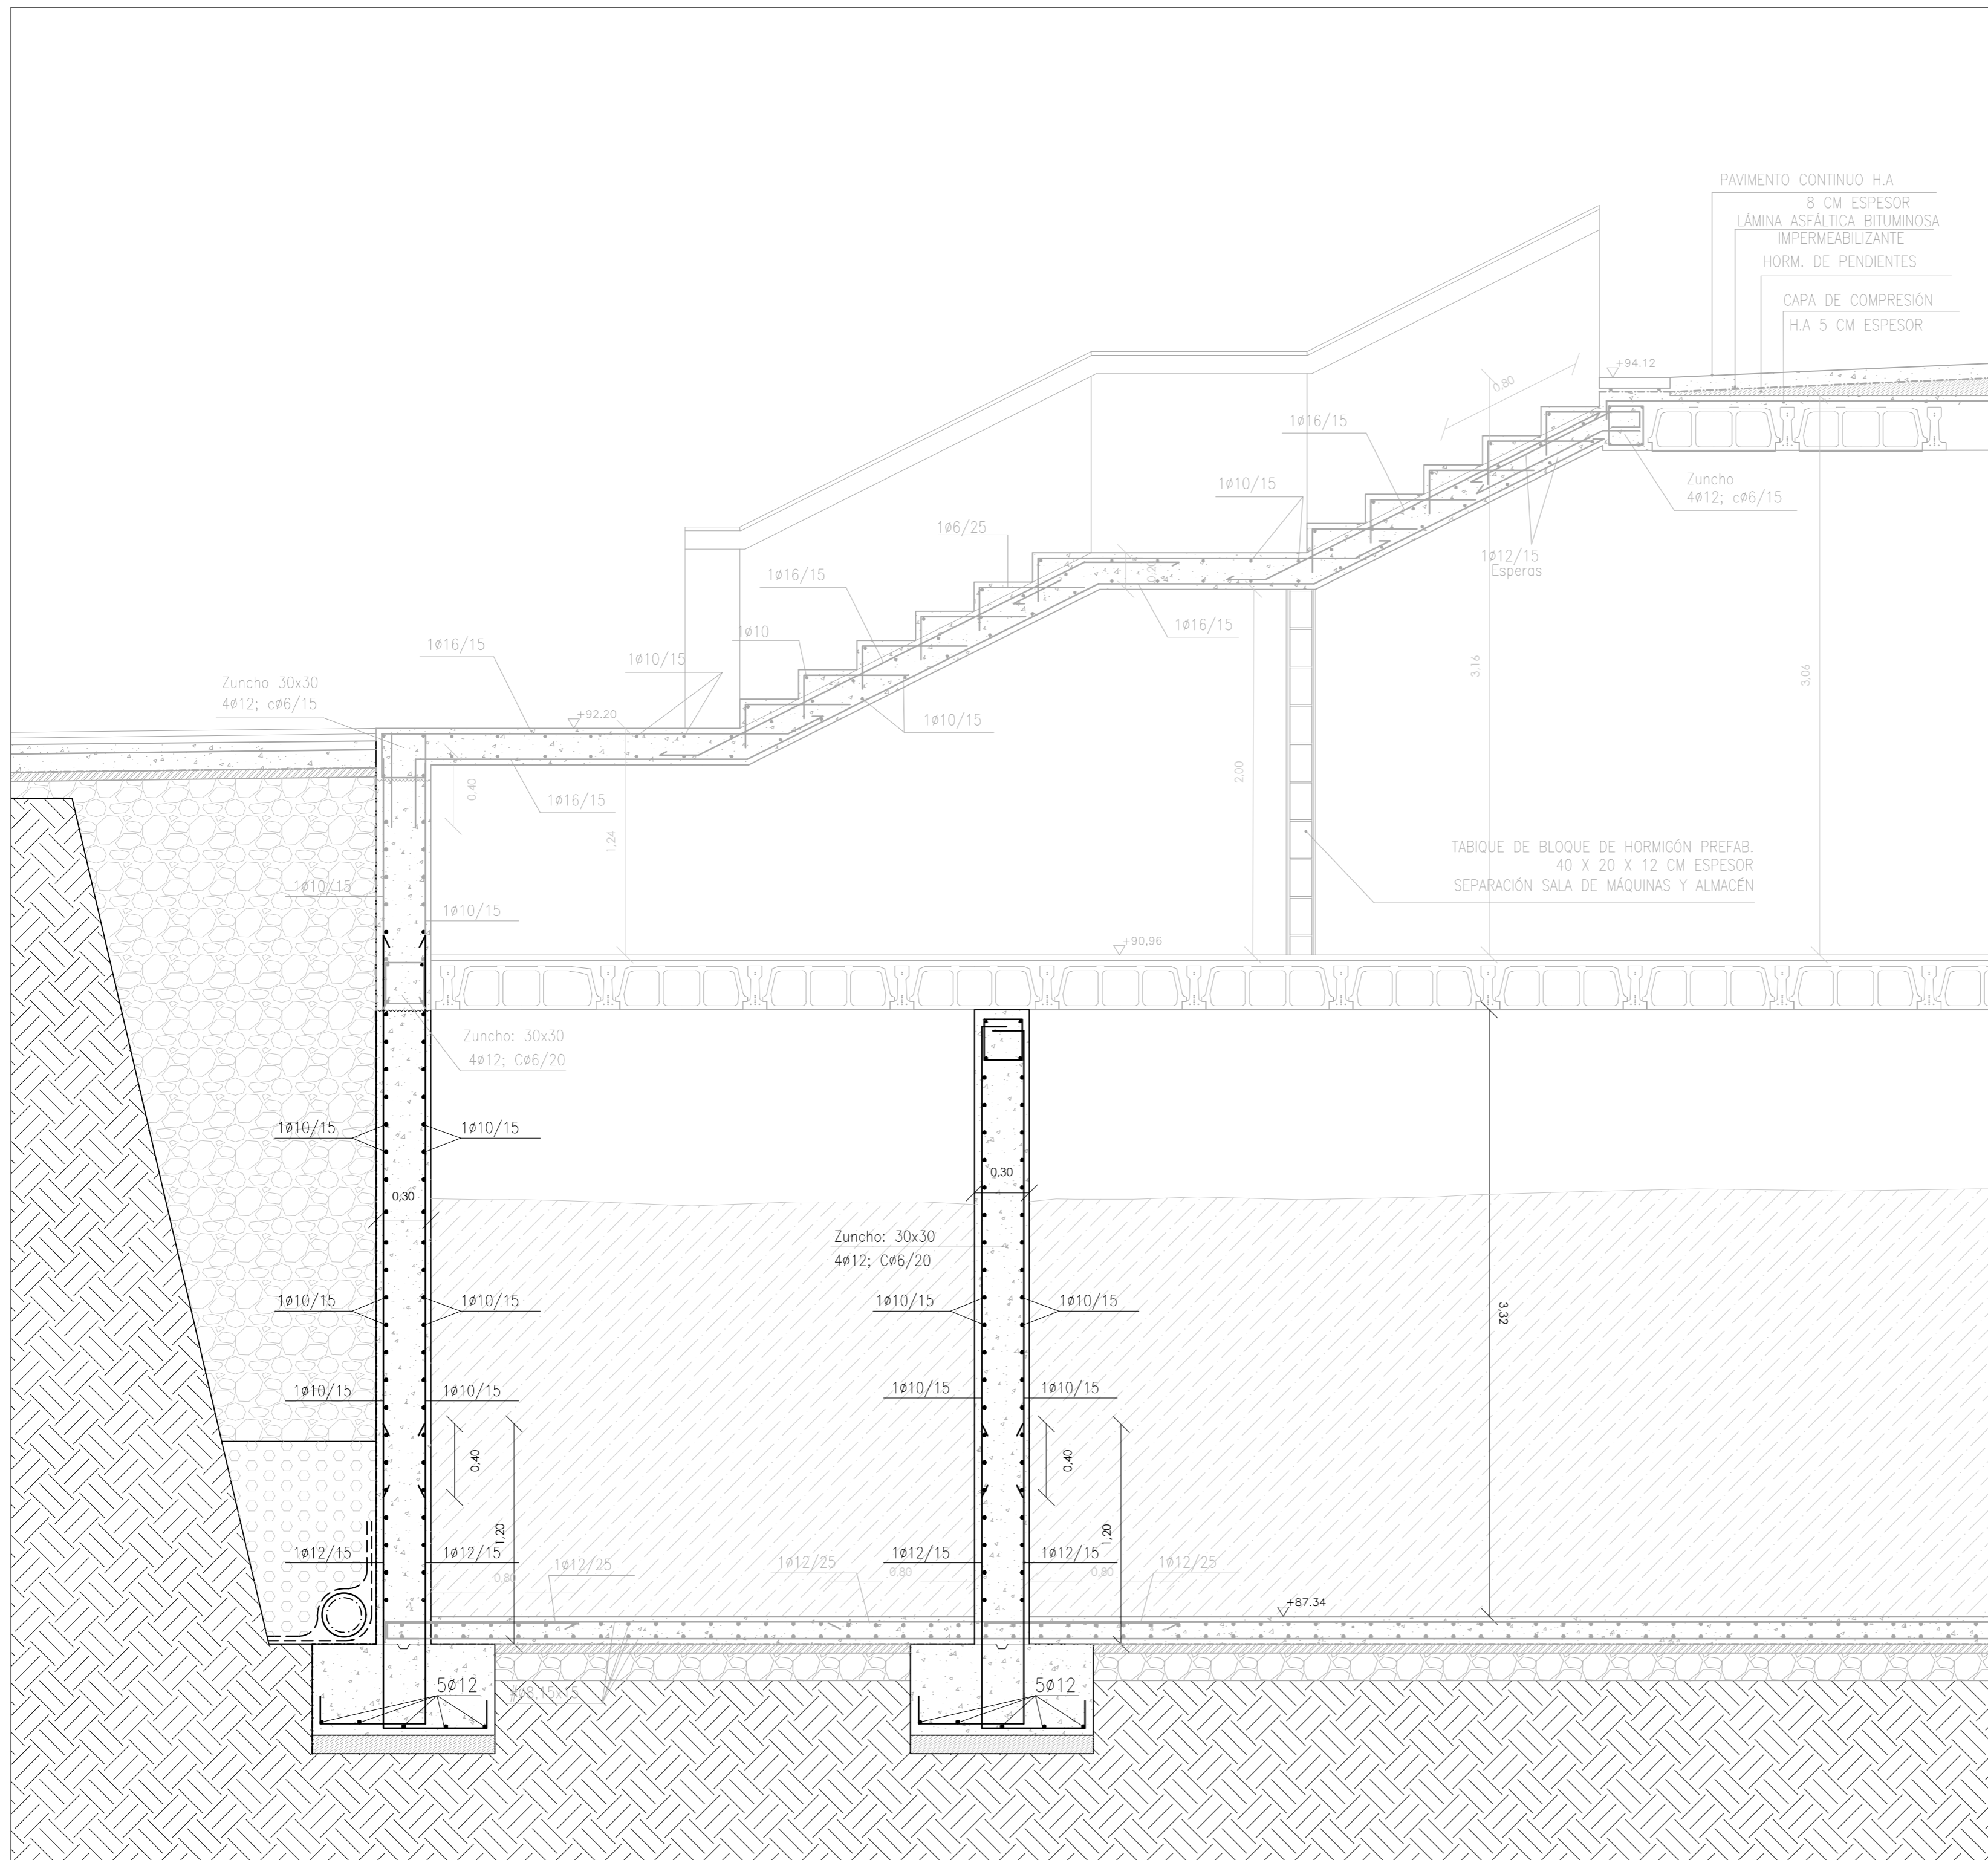 PAVIMENTO CONTINUO H.A
8 CM ESPESOR
LÁMINA ASFÁLTICA BITUMINOSA
IMPERMEABILIZANTE
HORM. DE PENDIENTES
CAPA DE COMPRESIÓN
H.A 5 CM ESPESOR
+94.12
0.80
1ø16/15
Zuncho
4ø12; cø6/15
1ø10/15
1ø6/25
1ø12/15
Esperas
0.20
1ø16/15
1ø10
1ø16/15
1ø16/15
1ø10/15
Zuncho 30x30
4ø12; cø6/15
+92.20
1ø10/15
3.16
3.06
2.00
0.40
1ø16/15
1.24
TABIQUE DE BLOQUE DE HORMIGÓN PREFAB.
40 X 20 X 12 CM ESPESOR
SEPARACIÓN SALA DE MÁQUINAS Y ALMACÉN
1ø10/15
1ø10/15
+90,96
Zuncho: 30x30
4ø12; Cø6/20
1ø10/15
1ø10/15
0,30
0,30
Zuncho: 30x30
4ø12; Cø6/20
1ø10/15
1ø10/15
1ø10/15
1ø10/15
3,32
1ø10/15
1ø10/15
1ø10/15
1ø10/15
0,40
0,40
1,20
1,20
1ø12/15
1ø12/15
1ø12/25
1ø12/25
1ø12/15
1ø12/15
1ø12/25
0.80
0.80
0.80
+87.34
5ø12
#ø8.15x15
5ø12